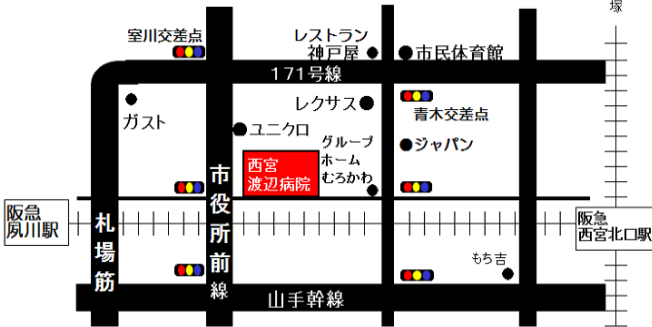 塚
室川交差点
レストラン
神戸屋
市民体育館
171号線
ガスト
レクサス
青木交差点
ユニクロ
グループ
ホーム
むろかわ
ジャパン
西宮
渡辺病院
市役所前線
阪急
夙川駅
札場筋
阪急
西宮北口駅
もち吉
山手幹線